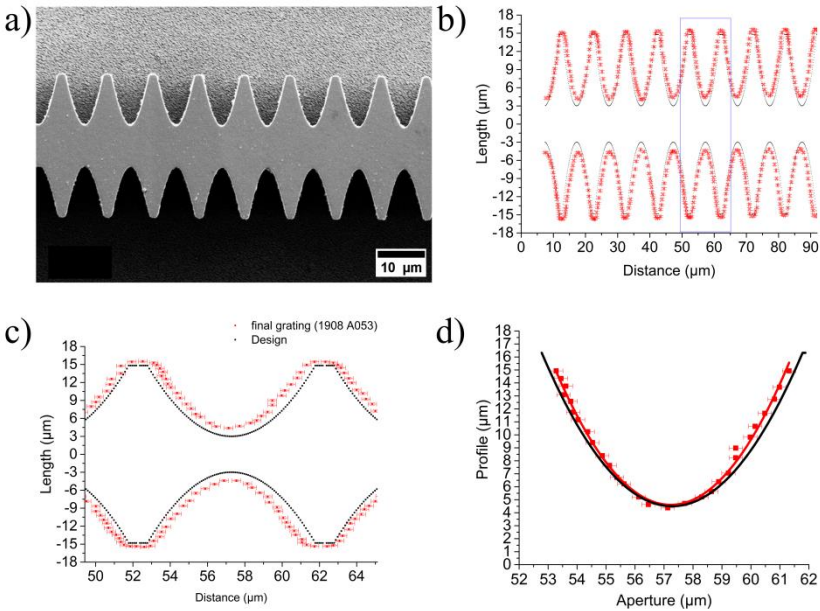 a)
10 µm
b)
18
15
12
9
6
3
0
-3
-6
-9
-12
-15
-18
Length (µm)
0 10 20 30 40 50 60 70 80 90
Distance (µm)
c)
final grating (1908 A053)
Design
18
15
12
9
6
3
0
-3
-6
-9
-12
-15
-18
Length (µm)
50 52 54 56 58 60 62 64
Distance (µm)
d)
18
17
16
15
14
13
12
11
10
9
8
7
6
5
4
3
2
1
0
Profile (µm)
52 53 54 55 56 57 58 59 60 61 62
Aperture (µm)